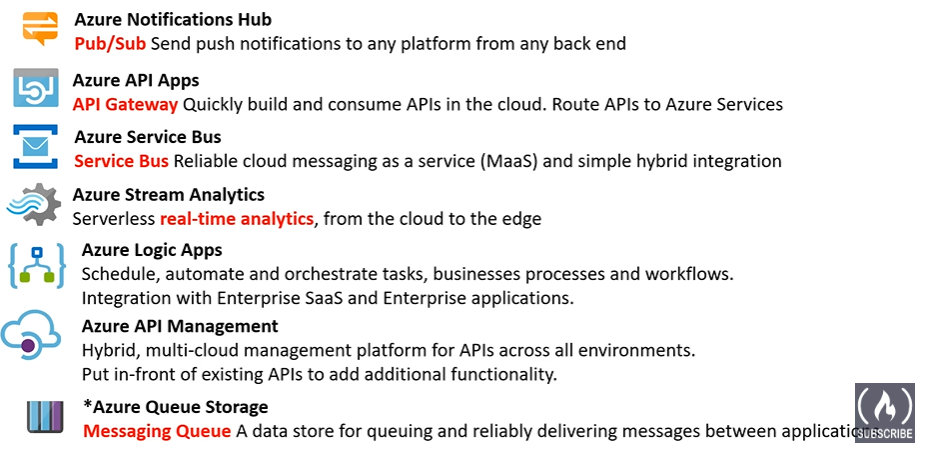 Azure Notifications Hub
Pub/Sub Send push notifications to any platform from any back end
Azure API Apps
API Gateway Quickly build and consume APIs in the cloud. Route APIs to Azure Services
Azure Service Bus
Service Bus Reliable cloud messaging as a service (MaaS) and simple hybrid integration
Azure Stream Analytics
Serverless real-time analytics, from the cloud to the edge
Azure Logic Apps
Schedule, automate and orchestrate tasks, businesses processes and workflows.
Integration with Enterprise SaaS and Enterprise applications.
Azure API Management
Hybrid, multi-cloud management platform for APIs across all environments.
Put in-front of existing APIs to add additional functionality.
*Azure Queue Storage
Messaging Queue A data store for queuing and reliably delivering messages between applications
SUBSCRIBE